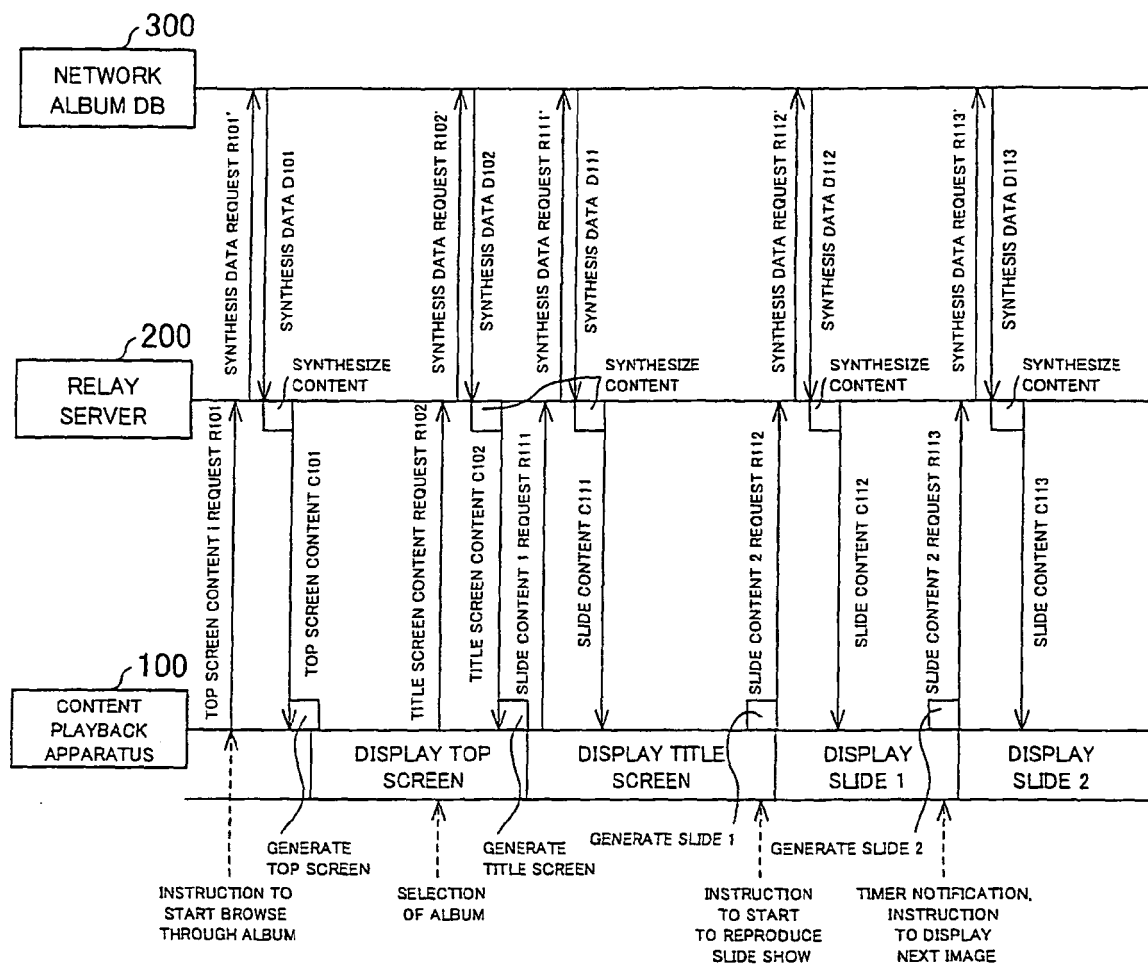 300
NETWORK
ALBUM DB
SYNTHESIS DATA REQUEST R101'
SYNTHESIS DATA D101
SYNTHESIS DATA REQUEST R102'
SYNTHESIS DATA D102
SYNTHESIS DATA REQUEST R111'
SYNTHESIS DATA D111
SYNTHESIS DATA REQUEST R112'
SYNTHESIS DATA D112
SYNTHESIS DATA REQUEST R113'
SYNTHESIS DATA D113
200
RELAY
SERVER
SYNTHESIZE
CONTENT
SYNTHESIZE
CONTENT
SYNTHESIZE
CONTENT
SYNTHESIZE
CONTENT
TOP SCREEN CONTENT 1 REQUEST R101
TOP SCREEN CONTENT C101
TITLE SCREEN CONTENT REQUEST R102
TITLE SCREEN CONTENT C102
SLIDE CONTENT 1 REQUEST R111
SLIDE CONTENT C111
SLIDE CONTENT 2 REQUEST R112
SLIDE CONTENT C112
SLIDE CONTENT 2 REQUEST R113
SLIDE CONTENT C113
100
CONTENT
PLAYBACK
APPARATUS
DISPLAY TOP
SCREEN
DISPLAY TITLE
SCREEN
DISPLAY
SLIDE 1
DISPLAY
SLIDE 2
GENERATE
TOP SCREEN
GENERATE
TITLE SCREEN
GENERATE SLIDE 1
GENERATE SLIDE 2
INSTRUCTION TO
START BROWSE
THROUGH ALBUM
SELECTION
OF ALBUM
INSTRUCTION
TO START
TO REPRODUCE
SLIDE SHOW
TIMER NOTIFICATION,
INSTRUCTION
TO DISPLAY
NEXT IMAGE